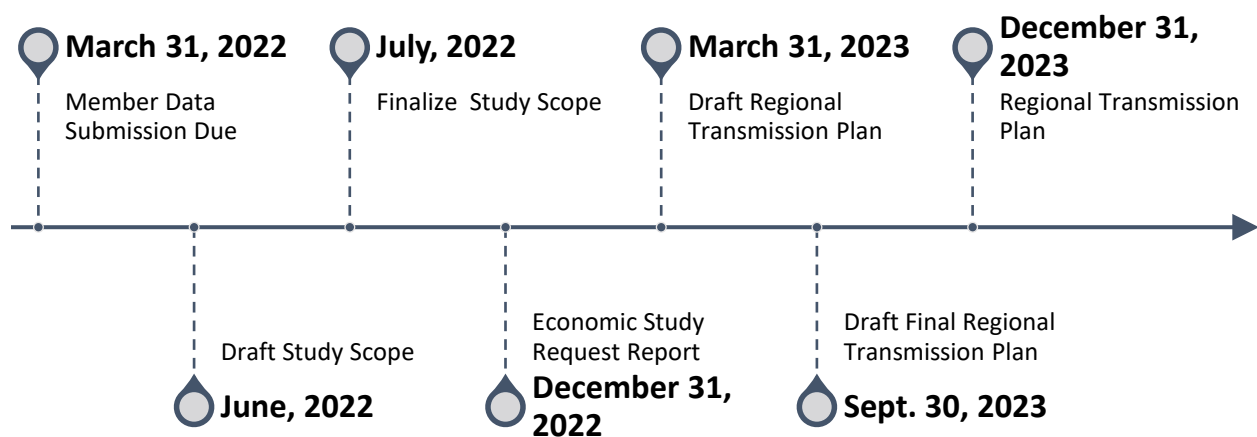 March 31, 2022
Member Data
Submission Due
July, 2022
Finalize Study Scope
March 31, 2023
Draft Regional
Transmission Plan
December 31,
2023
Regional Transmission
Plan
Draft Study Scope
June, 2022
Economic Study
Request Report
December 31,
2022
Draft Final Regional
Transmission Plan
Sept. 30, 2023